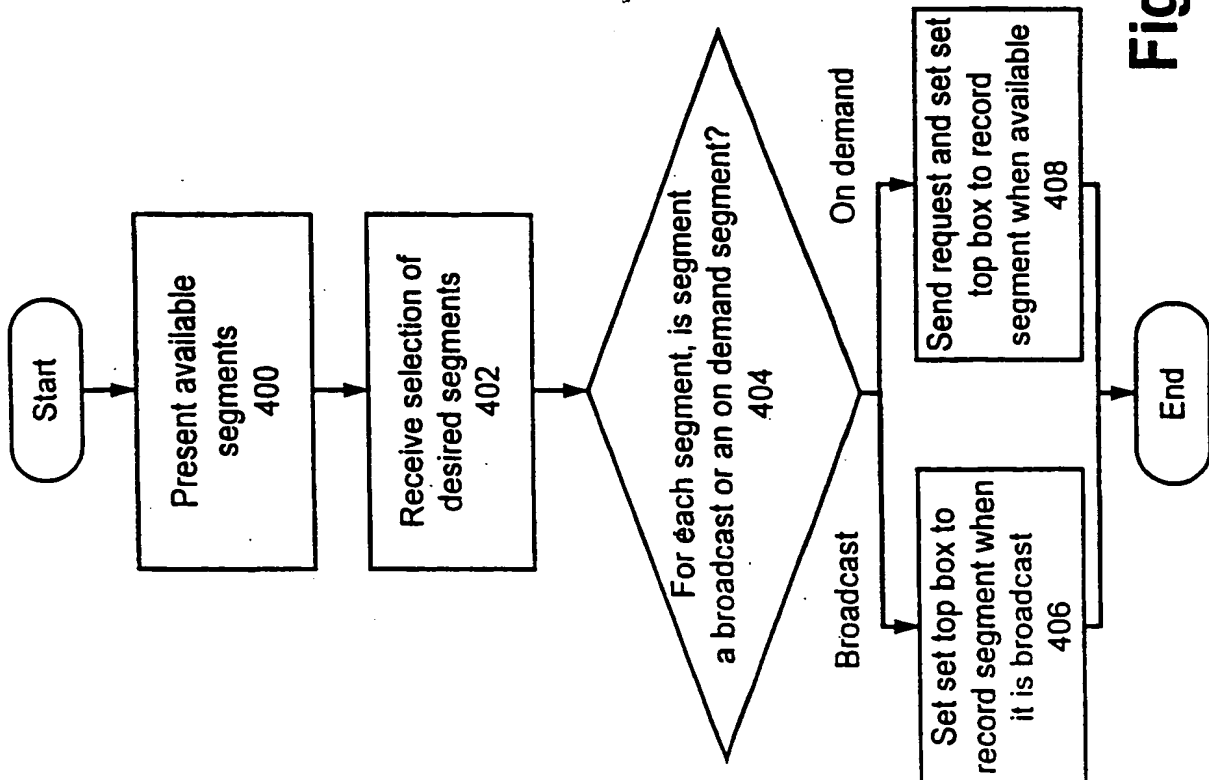 Start
Present available
segments
400
Receive selection of
desired segments
402
For each segment, is segment
a broadcast or an on demand segment?
404
Broadcast
On demand
Set set top box to
record segment when
it is broadcast
406
Send request and set set
top box to record
segment when available
408
End
Fig